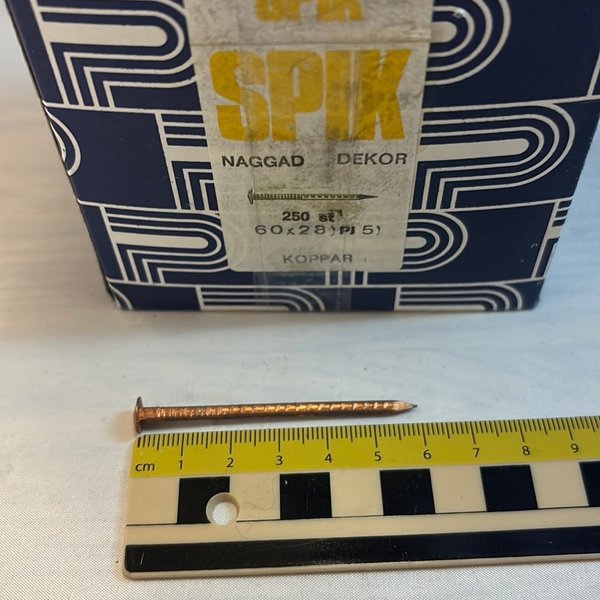 SPIK
SPIK
NAGGAD DEKOR
250 st
60x28) PI 5)
KOPPAR
cm 1 2 3 4 5 6 7 8 9